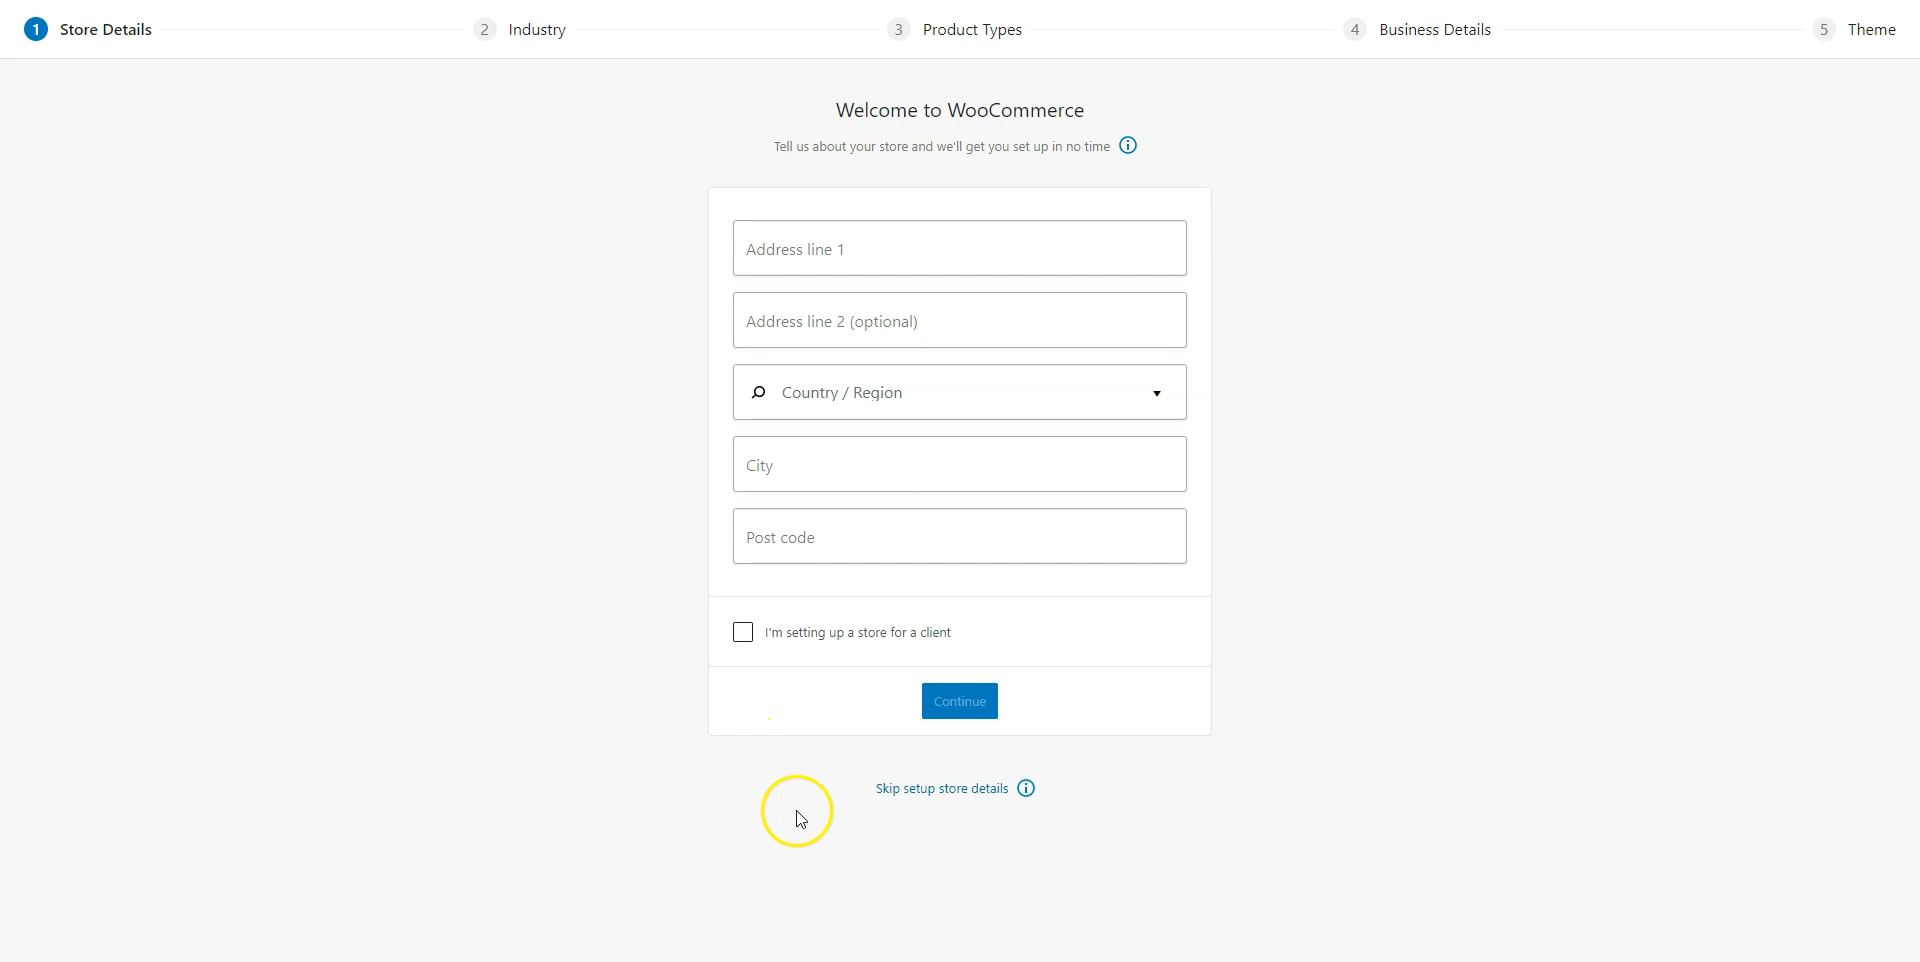 1 Store Details 2 Industry 3 Product Types 4 Business Details 5 Theme
Welcome to WooCommerce
Tell us about your store and we'll get you set up in no time
Address line 1
Address line 2 (optional)
Country / Region
City
Post code
I'm setting up a store for a client
Continue
Skip setup store details